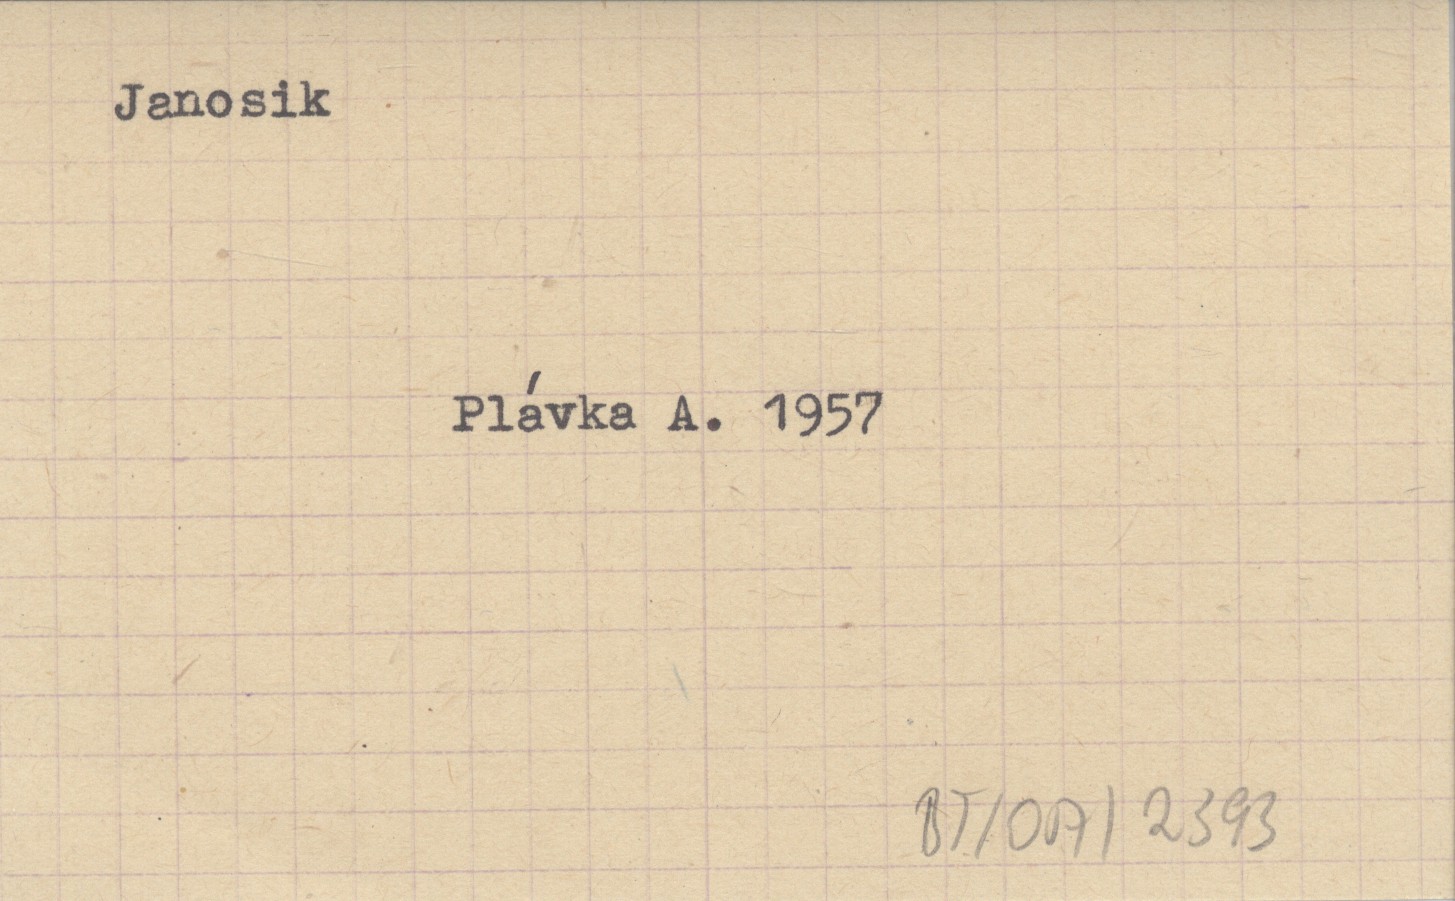 Janosik
Plávka A. 1957
BT/OA/ 2393